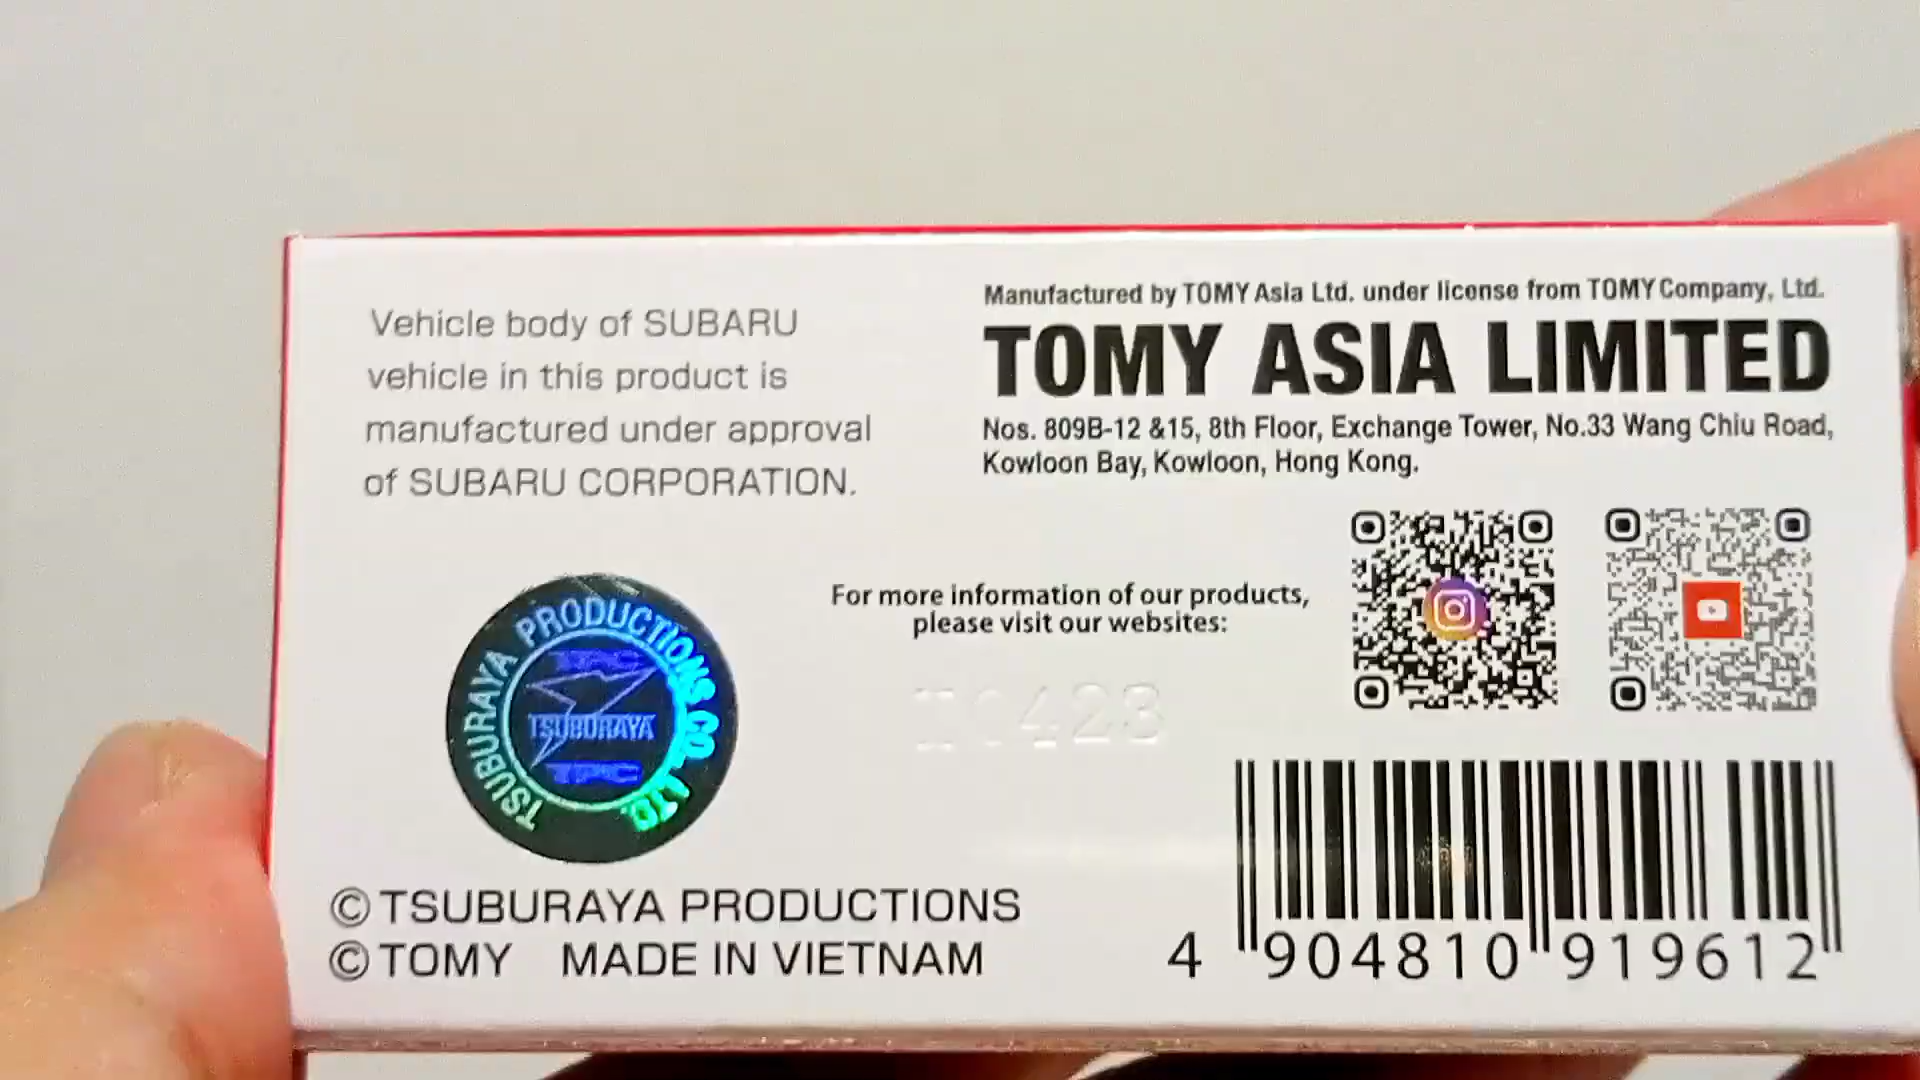 Vehicle body of SUBARU
vehicle in this product is
manufactured under approval
of SUBARU CORPORATION.
Manufactured by TOMY Asia Ltd. under license from TOMY Company, Ltd.
TOMY ASIA LIMITED
Nos. 809B-12 &15, 8th Floor, Exchange Tower, No.33 Wang Chiu Road,
Kowloon Bay, Kowloon, Hong Kong.
For more information of our products,
please visit our websites:
TSUBURAYA PRODUCTIONS CO., LTD.
TPC
TSUBURAYA
TPC
©TSUBURAYA PRODUCTIONS
©TOMY MADE IN VIETNAM
4 904810 919612